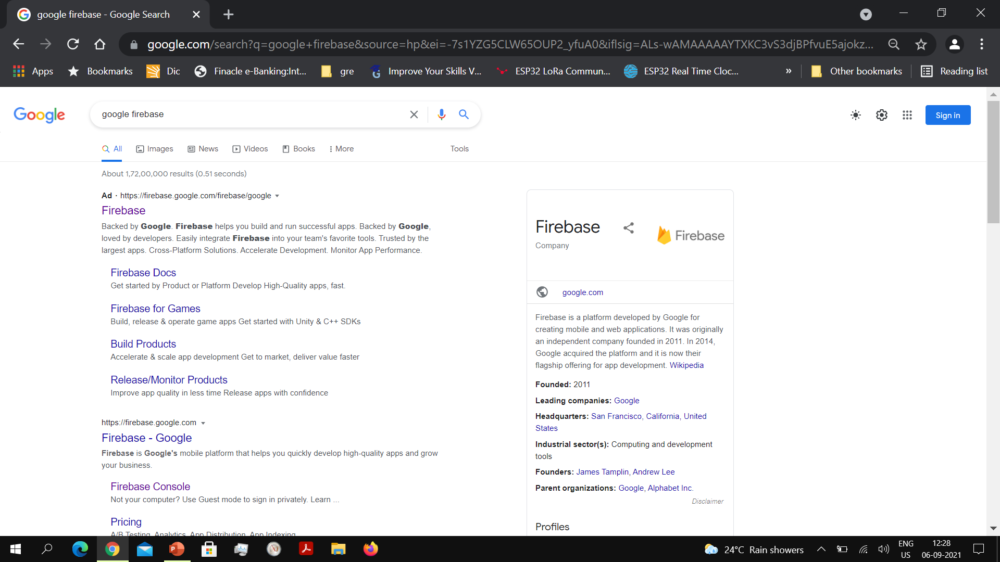 google firebase - Google Search
google.com/search?q=google+firebase&source=hp&ei=-7s1YZG5CLW65OUP2_yfuA0&iflsig=ALs-wAMAAAAAYTXKC3vS3djBPfvuE5ajokz...
Apps Bookmarks Dic Finacle e-Banking:Int... gre Improve Your Skills V... ESP32 LoRa Commun... ESP32 Real Time Cloc... » Other bookmarks Reading list
Google google firebase Sign in
All Images News Videos Books More Tools
About 1,72,00,000 results (0.51 seconds)
Ad · https://firebase.google.com/firebase/google
Firebase
Backed by Google. Firebase helps you build and run successful apps. Backed by Google,
loved by developers. Easily integrate Firebase into your team's favorite tools. Trusted by the
largest apps. Cross-Platform Solutions. Accelerate Development. Monitor App Performance.
Firebase Docs
Get started by Product or Platform Develop High-Quality apps, fast.
Firebase for Games
Build, release & operate game apps Get started with Unity & C++ SDKs
Build Products
Accelerate & scale app development Get to market, deliver value faster
Release/Monitor Products
Improve app quality in less time Release apps with confidence
https://firebase.google.com
Firebase - Google
Firebase is Google's mobile platform that helps you quickly develop high-quality apps and grow
your business.
Firebase Console
Not your computer? Use Guest mode to sign in privately. Learn ...
Pricing
A/B Testing, Analytics, App Distribution, App Indexing
Firebase
Company
Firebase
google.com
Firebase is a platform developed by Google for
creating mobile and web applications. It was originally
an independent company founded in 2011. In 2014,
Google acquired the platform and it is now their
flagship offering for app development. Wikipedia
Founded: 2011
Leading companies: Google
Headquarters: San Francisco, California, United
States
Industrial sector(s): Computing and development
tools
Founders: James Tamplin, Andrew Lee
Parent organizations: Google, Alphabet Inc.
Disclaimer
Profiles
24°C Rain showers
ENG
US
12:28
06-09-2021